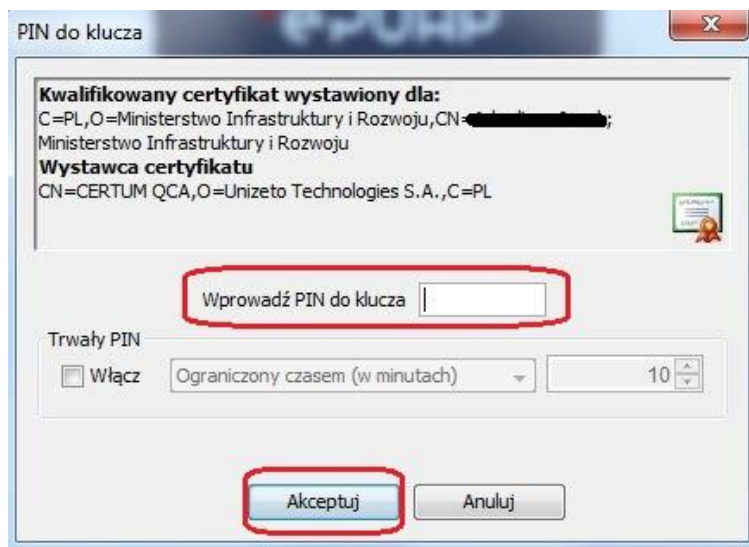 PIN do klucza
ePUAP
Kwalifikowany certyfikat wystawiony dla:
C=PL,O=Ministerstwo Infrastruktury i Rozwoju,CN=
Ministerstwo Infrastruktury i Rozwoju
Wystawca certyfikatu
CN=CERTUM QCA,O=Unizeto Technologies S.A.,C=PL
Wprowadź PIN do klucza
Trwały PIN
Włącz Ograniczony czasem (w minutach) 10
Akceptuj Anuluj